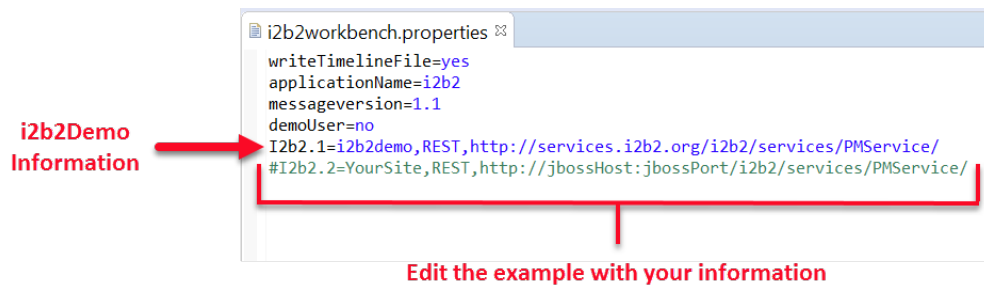 i2b2workbench.properties
writeTimelineFile=yes
applicationName=i2b2
messageversion=1.1
demoUser=no
i2b2Demo
Information
I2b2.1=i2b2demo,REST,http://services.i2b2.org/i2b2/services/PMService/
#I2b2.2=YourSite,REST,http://jbossHost:jbossPort/i2b2/services/PMService/
Edit the example with your information